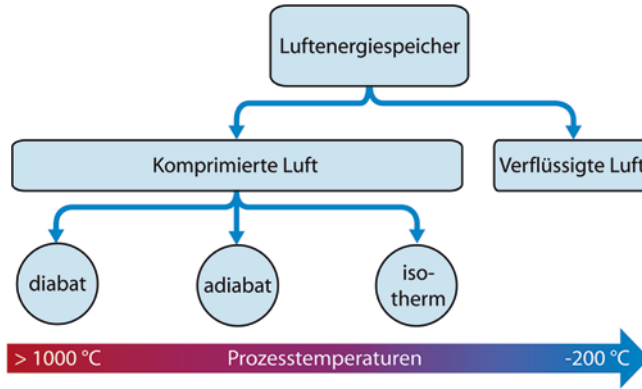 Luftenergiespeicher
Komprimierte Luft
Verflüssigte Luft
diabat
adiabat
iso-
therm
> 1000 °C
Prozesstemperaturen
-200 °C